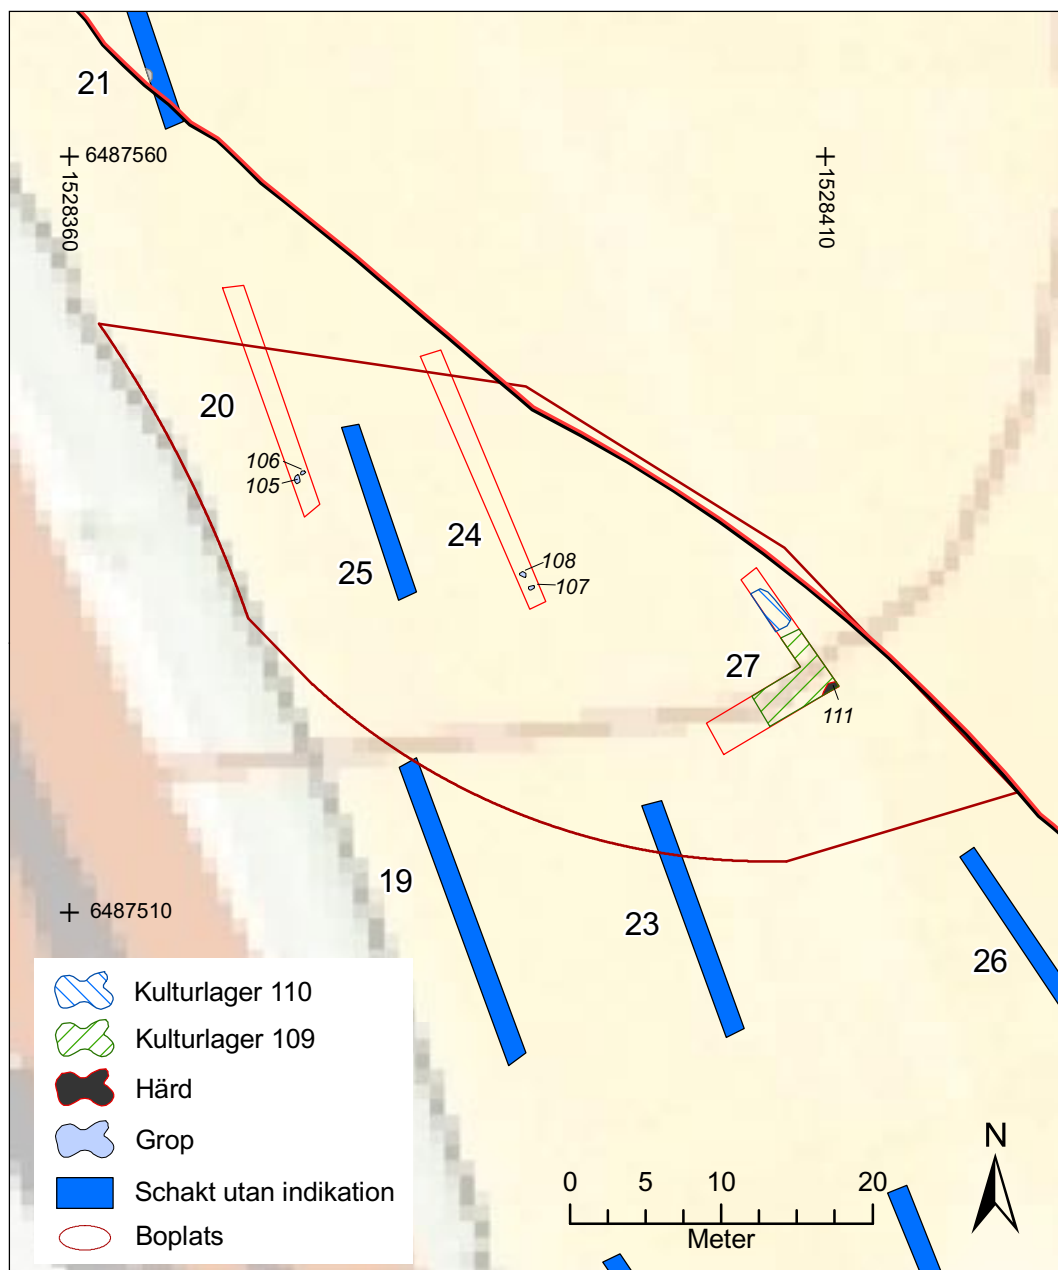 21
6487560
1528360
1528410
20
106
105
24
25
108
107
27
111
19
6487510
23
26
Kulturlager 110
Kulturlager 109
Härd
Grop
Schakt utan indikation
Boplats
0 5 10 20
Meter
N